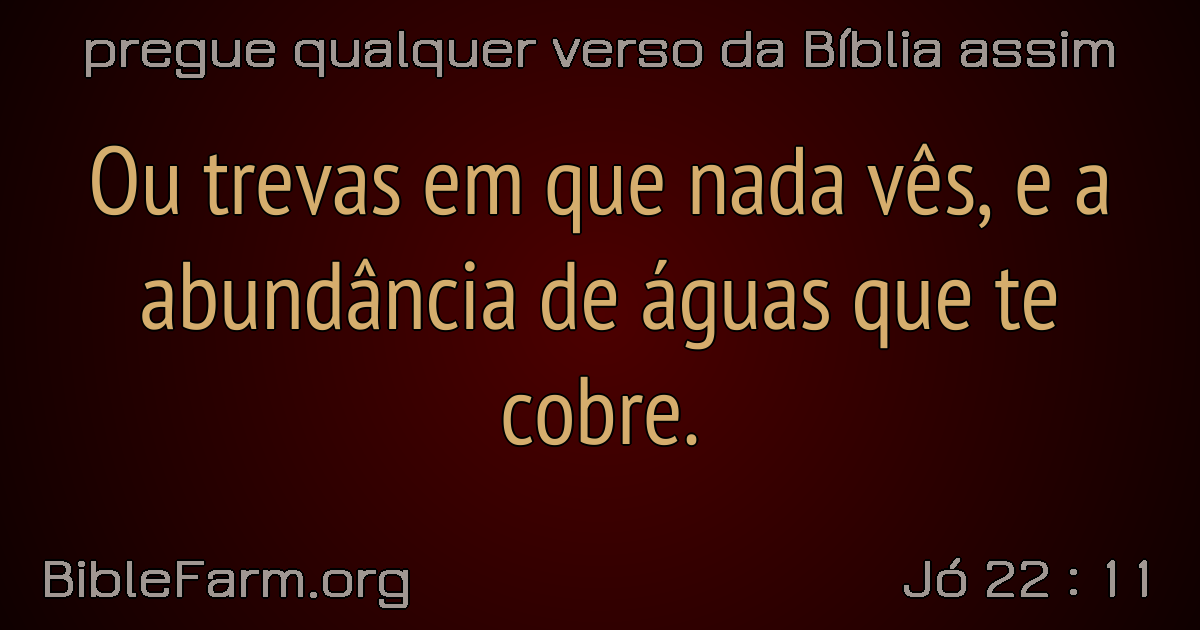 pregue qualquer verso da Bíblia assim
Ou trevas em que nada vês, e a
abundância de águas que te
cobre.
BibleFarm.org
Jó 22 : 11